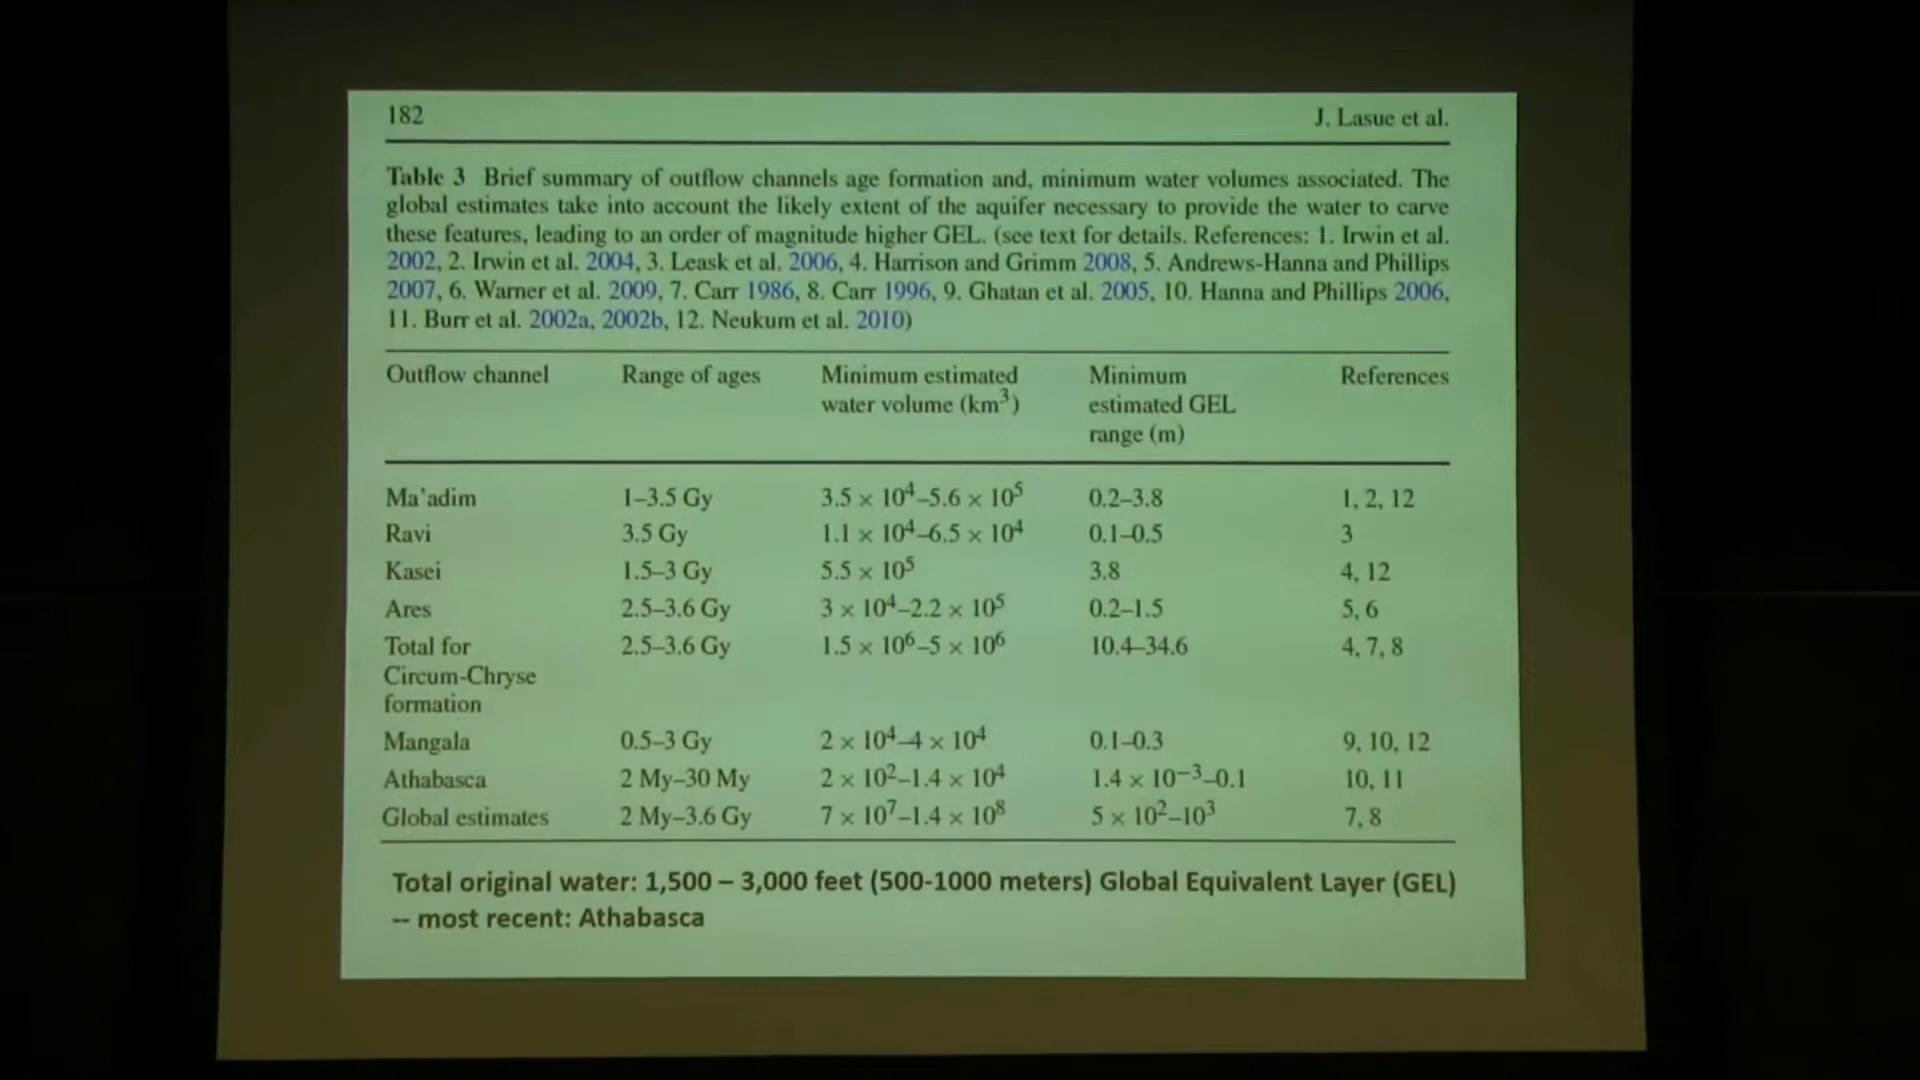 182 J. Lasue et al.
Table 3 Brief summary of outflow channels age formation and, minimum water volumes associated. The
global estimates take into account the likely extent of the aquifer necessary to provide the water to carve
these features, leading to an order of magnitude higher GEL. (see text for details. References: 1. Irwin et al.
2002, 2. Irwin et al. 2004, 3. Leask et al. 2006, 4. Harrison and Grimm 2008, 5. Andrews-Hanna and Phillips
2007, 6. Warner et al. 2009, 7. Carr 1986, 8. Carr 1996, 9. Ghatan et al. 2005, 10. Hanna and Phillips 2006,
11. Burr et al. 2002a, 2002b, 12. Neukum et al. 2010)
Outflow channel Range of ages Minimum estimated Minimum References
water volume (km³) estimated GEL
range (m)
Ma'adim 1–3.5 Gy 3.5 × 10⁴–5.6 × 10⁵ 0.2–3.8 1, 2, 12
Ravi 3.5 Gy 1.1 × 10⁴–6.5 × 10⁴ 0.1–0.5 3
Kasei 1.5–3 Gy 5.5 × 10⁵ 3.8 4, 12
Ares 2.5–3.6 Gy 3 × 10⁴–2.2 × 10⁵ 0.2–1.5 5, 6
Total for 2.5–3.6 Gy 1.5 × 10⁶–5 × 10⁶ 10.4–34.6 4, 7, 8
Circum-Chryse
formation
Mangala 0.5–3 Gy 2 × 10⁴–4 × 10⁴ 0.1–0.3 9, 10, 12
Athabasca 2 My–30 My 2 × 10²–1.4 × 10⁴ 1.4 × 10⁻³–0.1 10, 11
Global estimates 2 My–3.6 Gy 7 × 10⁷–1.4 × 10⁸ 5 × 10²–10³ 7, 8
Total original water: 1,500 – 3,000 feet (500-1000 meters) Global Equivalent Layer (GEL)
-- most recent: Athabasca